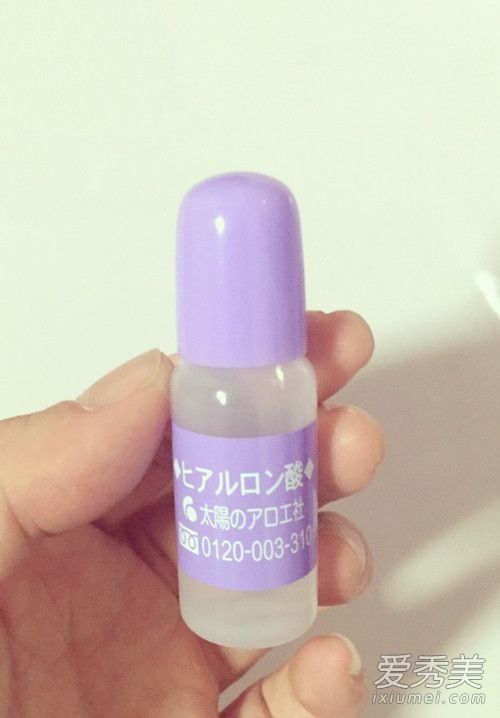 ◆ヒアルロン酸◆
太陽のアロエ社
0120-003-310
爱秀美
ixiumei.com